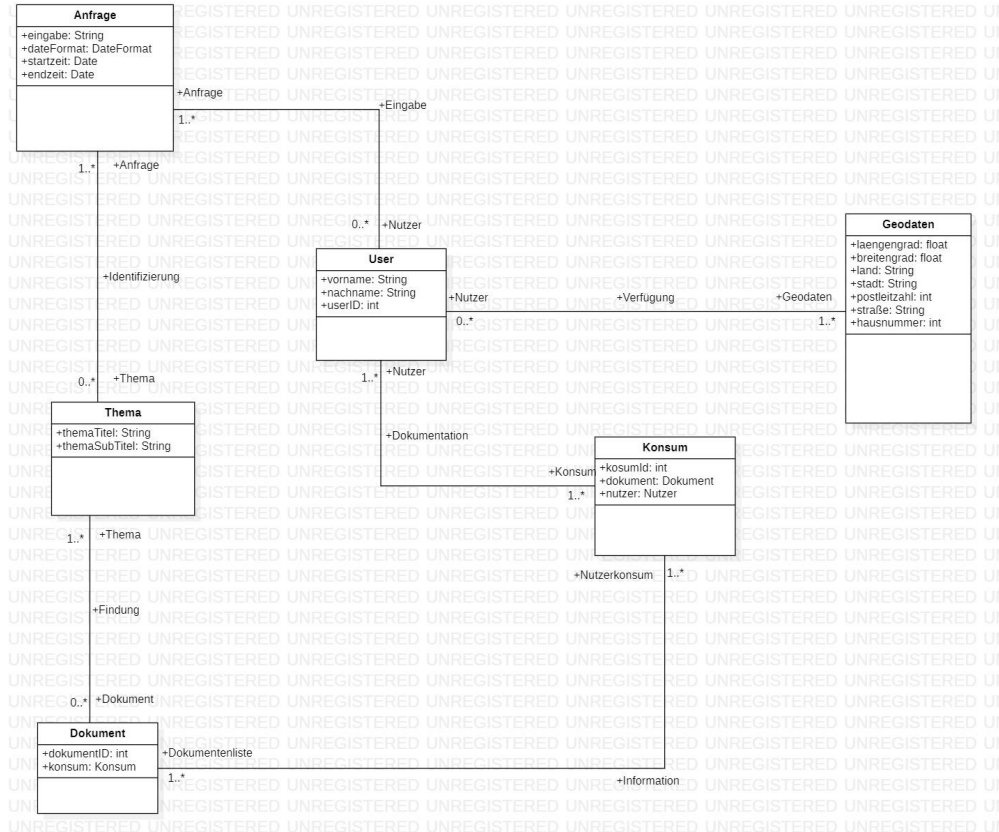 Anfrage
+eingabe: String
+dateFormat: DateFormat
+startzeit: Date
+endzeit: Date
+Anfrage
1..*
+Eingabe
1..*
+Anfrage
0..*
+Nutzer
User
+vorname: String
+nachname: String
+userID: int
Geodaten
+laengengrad: float
+breitengrad: float
+land: String
+stadt: String
+postleitzahl: int
+straße: String
+hausnummer: int
+Identifizierung
+Nutzer
0..*
+Verfügung
+Geodaten
1..*
0..*
+Thema
1..*
+Nutzer
Thema
+themaTitel: String
+themaSubTitel: String
+Dokumentation
Konsum
+kosumId: int
+dokument: Dokument
+nutzer: Nutzer
+Konsum
1..*
1..*
+Thema
+Nutzerkonsum
1..*
+Findung
0..*
+Dokument
Dokument
+dokumentID: int
+konsum: Konsum
+Dokumentenliste
1..*
+Information
UNREGISTERED